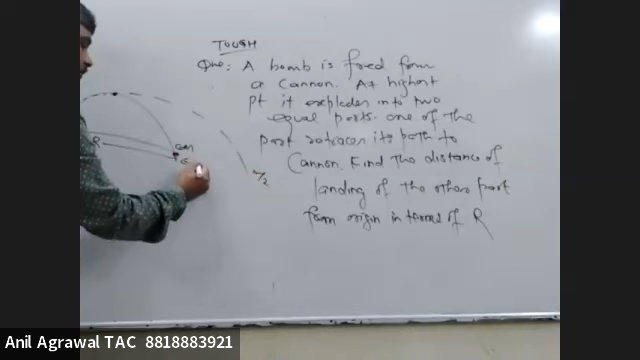 TOUGH
Que: A bomb is fired from
a Cannon. At highest
pt it explodes into two
equal parts. one of the
part retraces its path to
Cannon. Find the distance of
landing of the other part
from origin in terms of R
R
com
m/2
Anil Agrawal TAC 8818883921